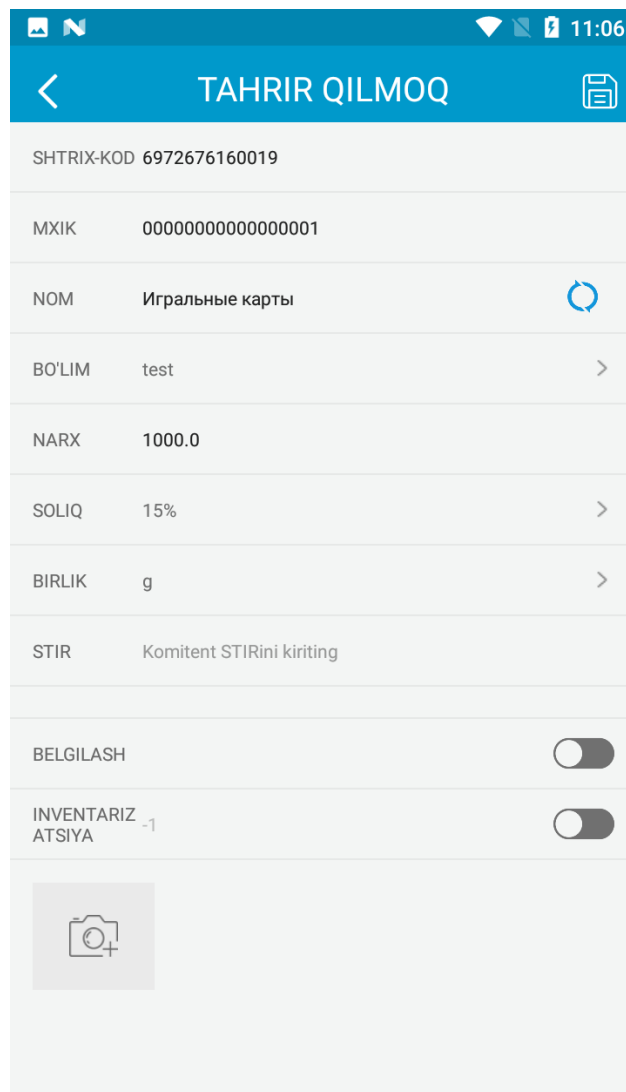 11:06
TAHRIR QILMOQ
SHTRIX-KOD 6972676160019
MXIK 00000000000000001
NOM Игральные карты
BO'LIM test
NARX 1000.0
SOLIQ 15%
BIRLIK g
STIR Komitent STIRini kiriting
BELGILASH
INVENTARIZ
ATSIYA -1